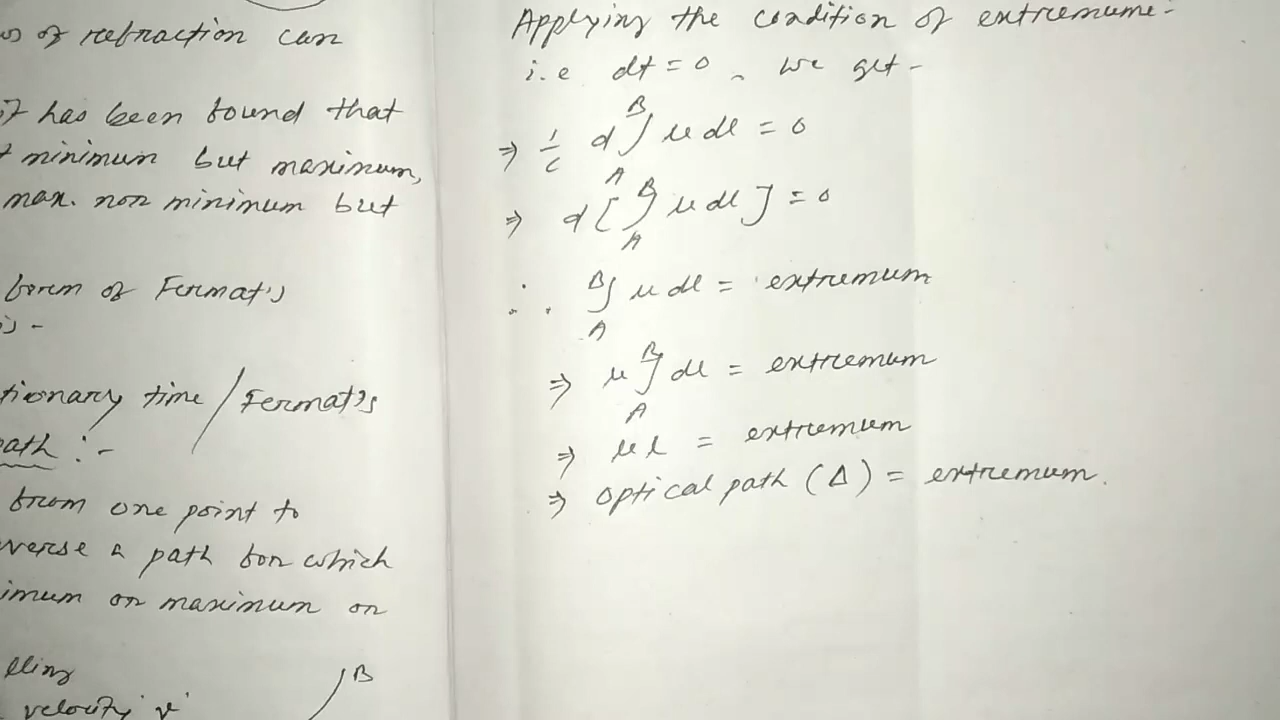 of refraction can
has been found that
minimum but maximum,
max. nor minimum but
form of Fermat's
is -
tionary time / Fermat's
path :-
from one point to
verse a path for which
imum or maximum or
elling
velocity v
B
Applying the condition of extremume-
i.e dt = 0, we get -
⇒ 1/c d ∫_A^B μ dl = 0
⇒ d [ ∫_A^B μ dl ] = 0
∴ ∫_A^B μ dl = extremum
⇒ μ ∫_A^B dl = extremum
⇒ μl = extremum
⇒ Optical path (Δ) = extremum.